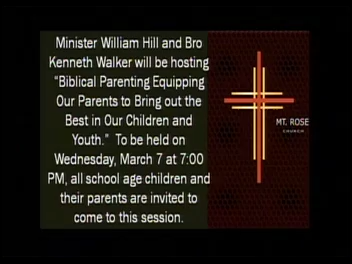 Minister William Hill and Bro
Kenneth Walker will be hosting
“Biblical Parenting Equipping
Our Parents to Bring out the
Best in Our Children and
Youth.” To be held on
Wednesday, March 7 at 7:00
PM, all school age children and
their parents are invited to
come to this session.
MT. ROSE
CHURCH